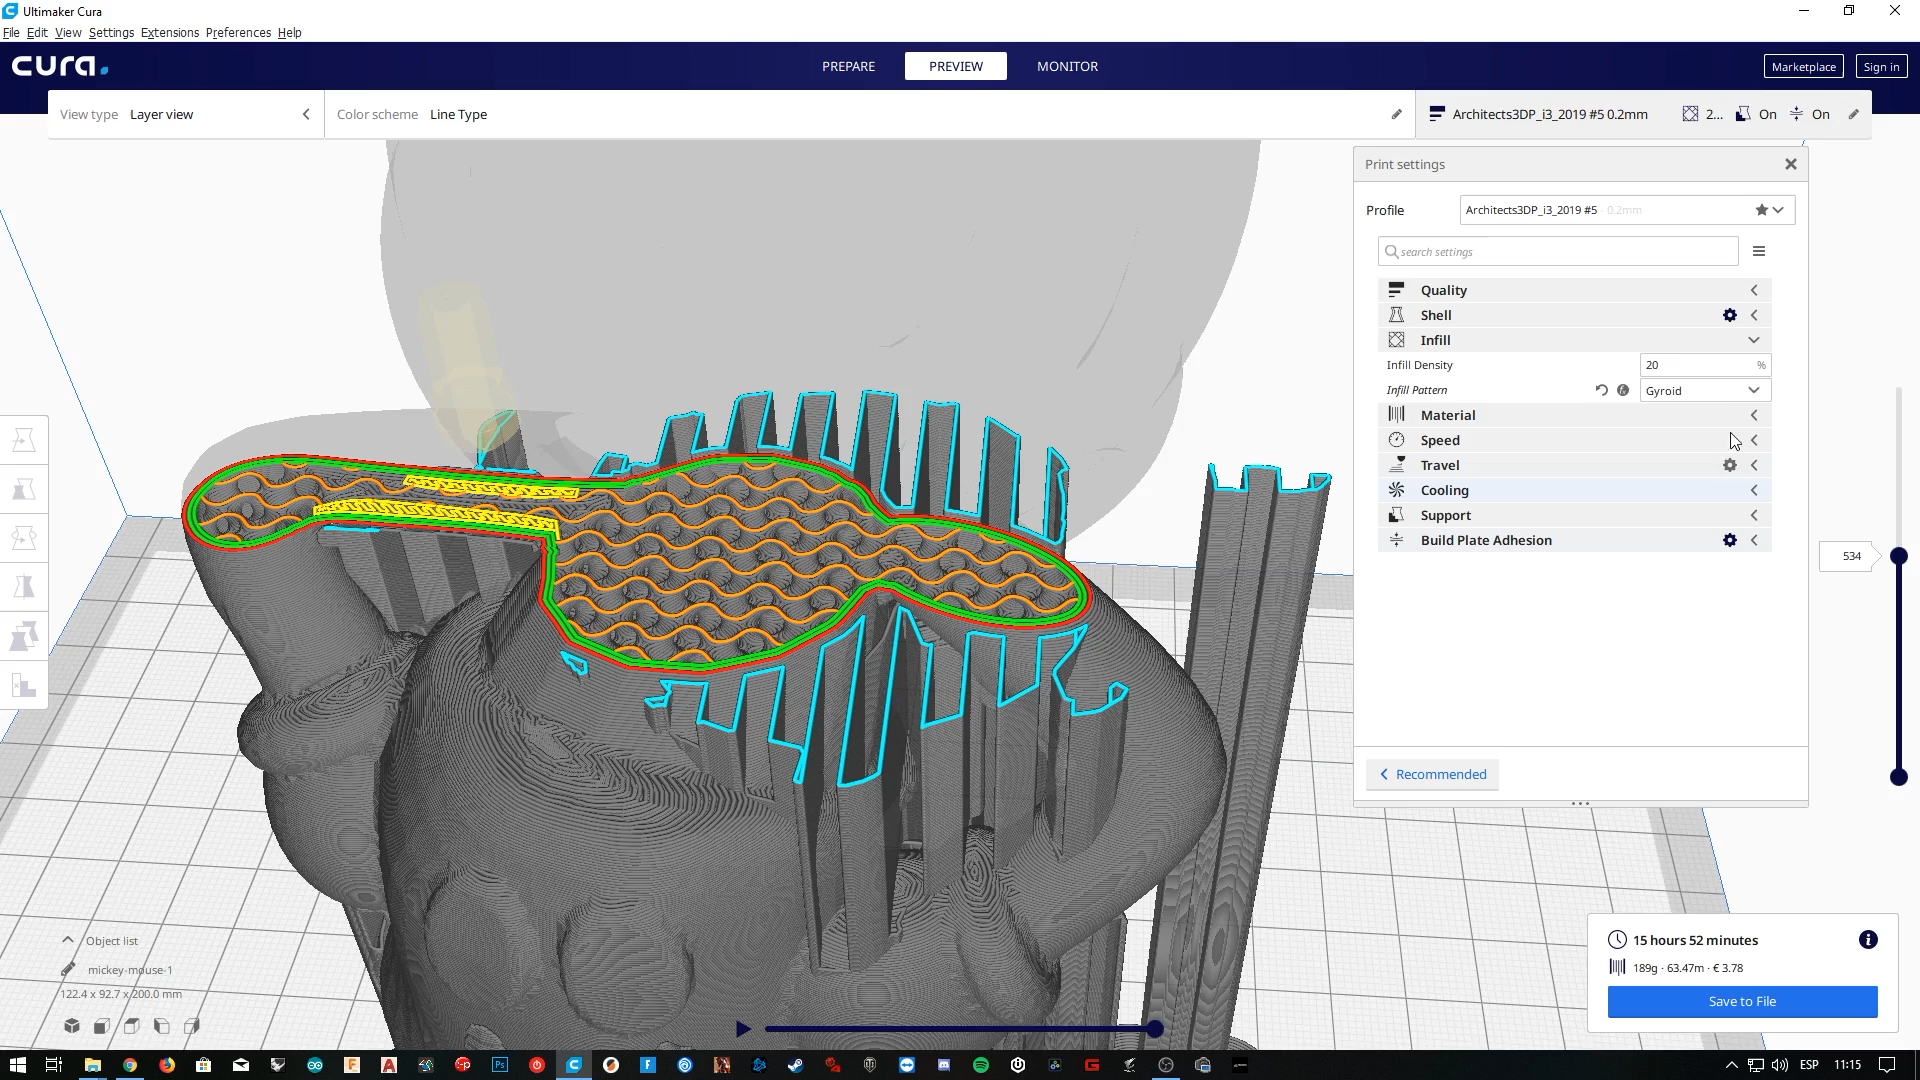 Ultimaker Cura
File Edit View Settings Extensions Preferences Help
cura.
PREPARE PREVIEW MONITOR
Marketplace Sign in
View type Layer view Color scheme Line Type
Architects3DP_i3_2019 #5 0.2mm 2... On On
Print settings
Profile Architects3DP_i3_2019 #5 - 0.2mm
search settings
Quality
Shell
Infill
Infill Density 20 %
Infill Pattern Gyroid
Material
Speed
Travel
Cooling
Support
Build Plate Adhesion
534
Recommended
Object list
mickey-mouse-1
122.4 x 92.7 x 200.0 mm
15 hours 52 minutes
189g · 63.47m · € 3.78
Save to File
ESP 11:15